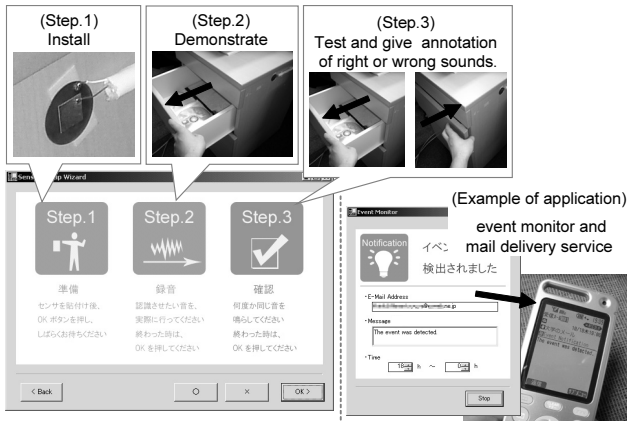 (Step.1)
Install
(Step.2)
Demonstrate
(Step.3)
Test and give annotation
of right or wrong sounds.
Wizard
Step.1
準備
センサを貼付け後、
OK ボタンを押し、
しばらくお待ちください
Step.2
録音
認識させたい音を、
実際に行ってください
終わった時は、
OK を押してください
Step.3
確認
何度か同じ音を
鳴らしてください
終わった時は、
OK を押してください
< Back
○
×
OK >
(Example of application)
event monitor and
mail delivery service
Event Monitor
Notification
イベン
検出されました
・E-Mail Address
・Message
The event was detected.
・Time
18 h ～ 0 h
Stop
Event Notification
The event was detected.